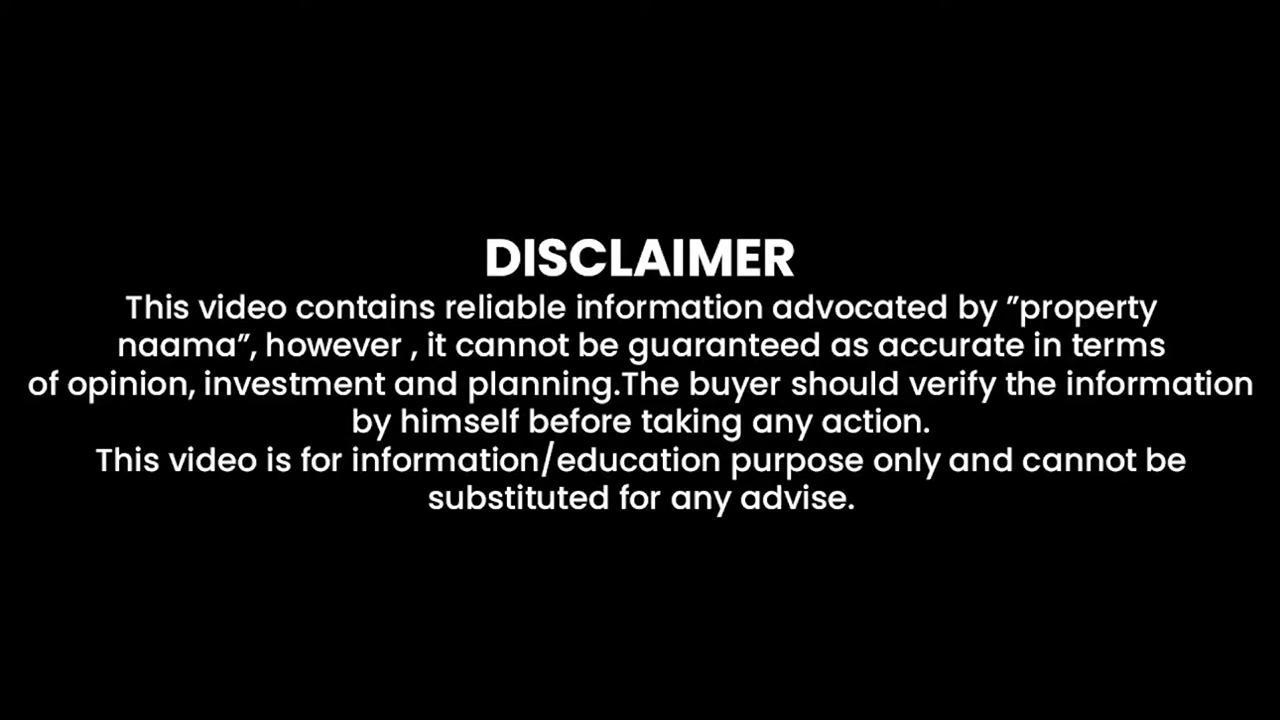 DISCLAIMER
This video contains reliable information advocated by ”property
naama”, however , it cannot be guaranteed as accurate in terms
of opinion, investment and planning.The buyer should verify the information
by himself before taking any action.
This video is for information/education purpose only and cannot be
substituted for any advise.